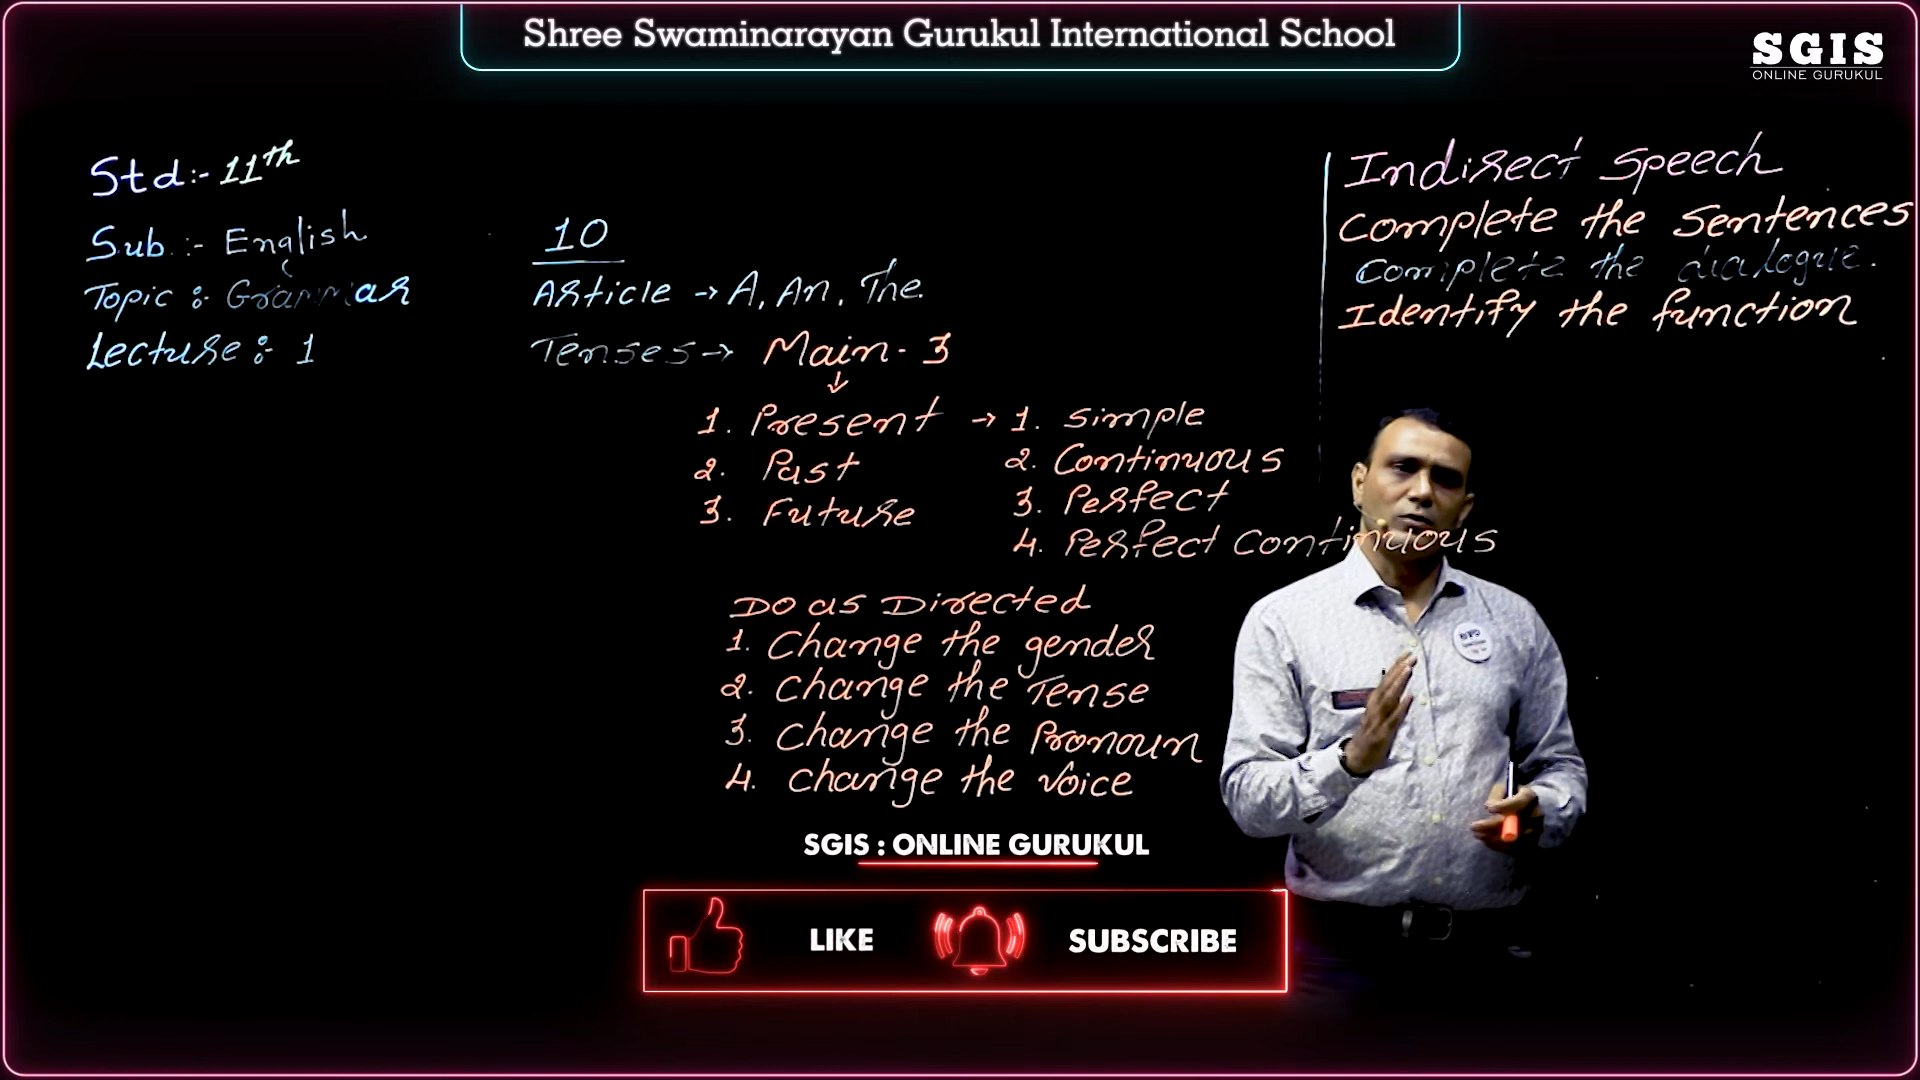 Shree Swaminarayan Gurukul International School
SGIS
ONLINE GURUKUL
Std:- 11th
Sub.:- English
Topic :- Grammar
Lecture :- 1
10
Article → A, An, The.
Tenses → Main - 3
↓
1. Present → 1. Simple
2. Past 2. Continuous
3. Future 3. Perfect
4. Perfect Continuous
Do as Directed
1. Change the gender
2. Change the Tense
3. Change the Pronoun
4. Change the Voice
Indirect Speech
Complete the Sentences
Complete the dialogue.
Identify the function
SGIS : ONLINE GURUKUL
LIKE SUBSCRIBE